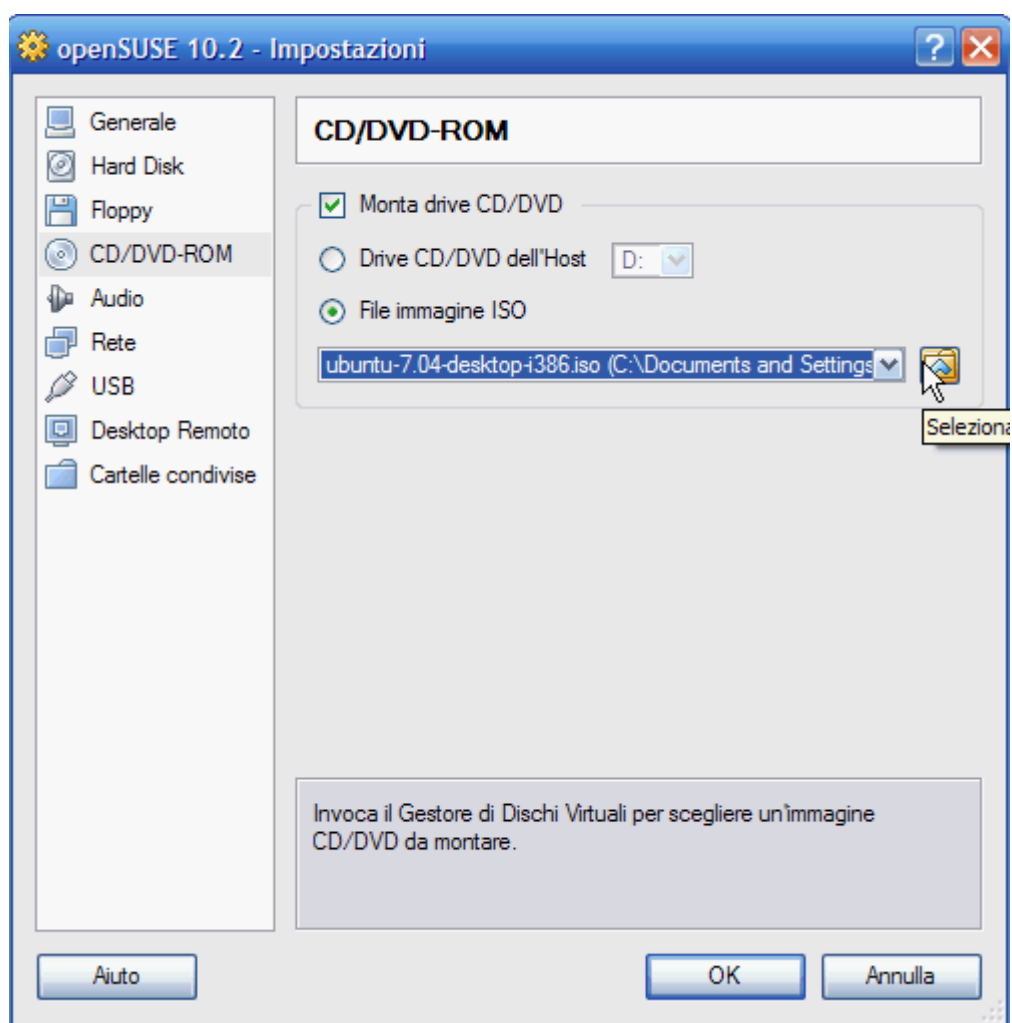 openSUSE 10.2 - Impostazioni
Generale
Hard Disk
Floppy
CD/DVD-ROM
Audio
Rete
USB
Desktop Remoto
Cartelle condivise
CD/DVD-ROM
Monta drive CD/DVD
Drive CD/DVD dell'Host D:
File immagine ISO
ubuntu-7.04-desktop-i386.iso (C:\Documents and Settings
Seleziona
Invoca il Gestore di Dischi Virtuali per scegliere un'immagine
CD/DVD da montare.
Aiuto
OK
Annulla